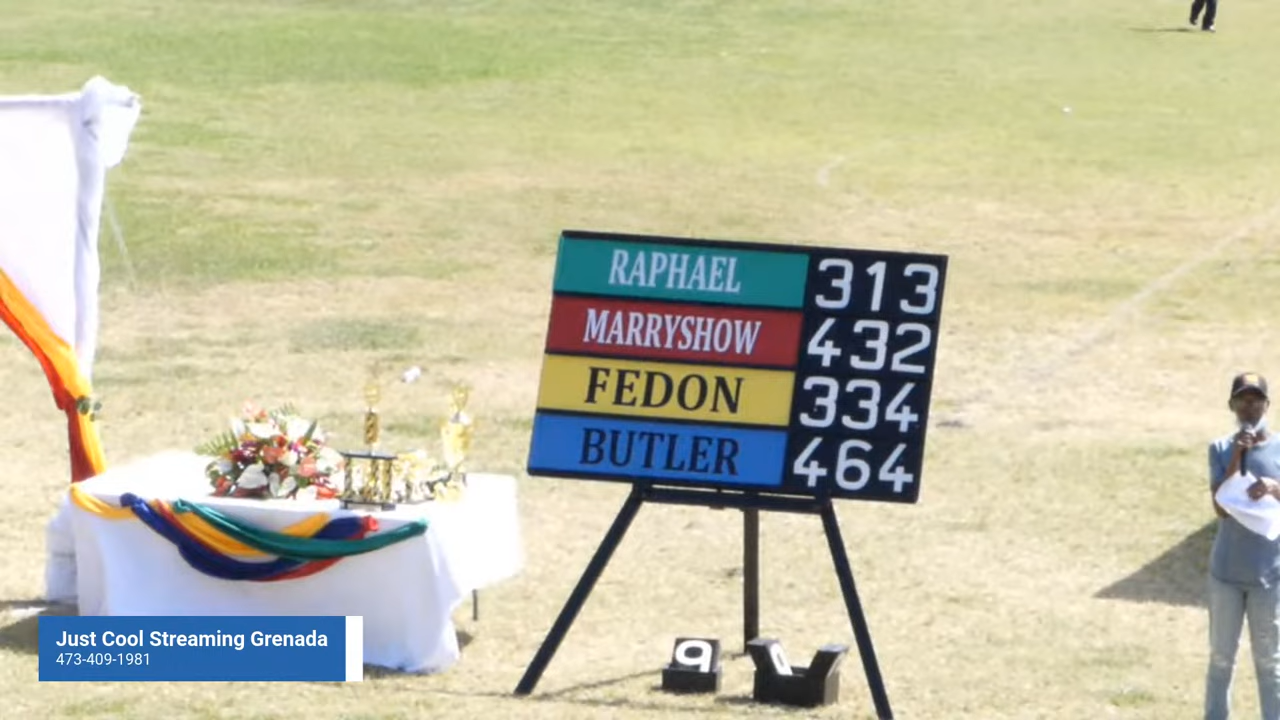 RAPHAEL 313
MARRYSHOW 432
FEDON 334
BUTLER 464
9
Just Cool Streaming Grenada
473-409-1981